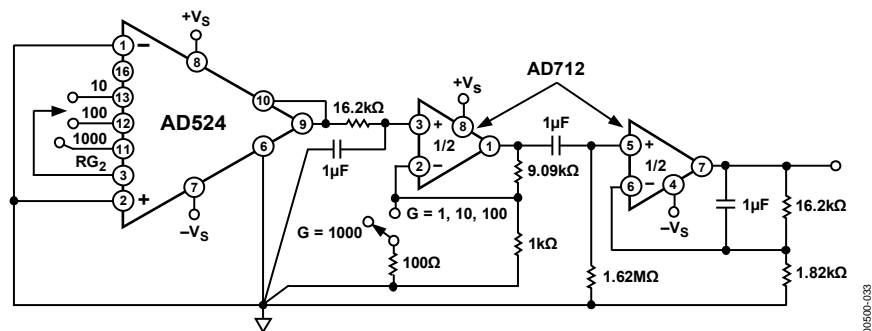 +VS
AD712
1
−
8
16
10
13
10
+VS
100
12
AD524
9
16.2kΩ
3
+
8
1µF
5
+
1000
11
6
1/2
1
1/2
7
RG2
3
1µF
2
−
9.09kΩ
6
−
4
1µF
16.2kΩ
2
+
7
G = 1, 10, 100
−VS
−VS
G = 1000
1kΩ
100Ω
1.62MΩ
1.82kΩ
00500-033